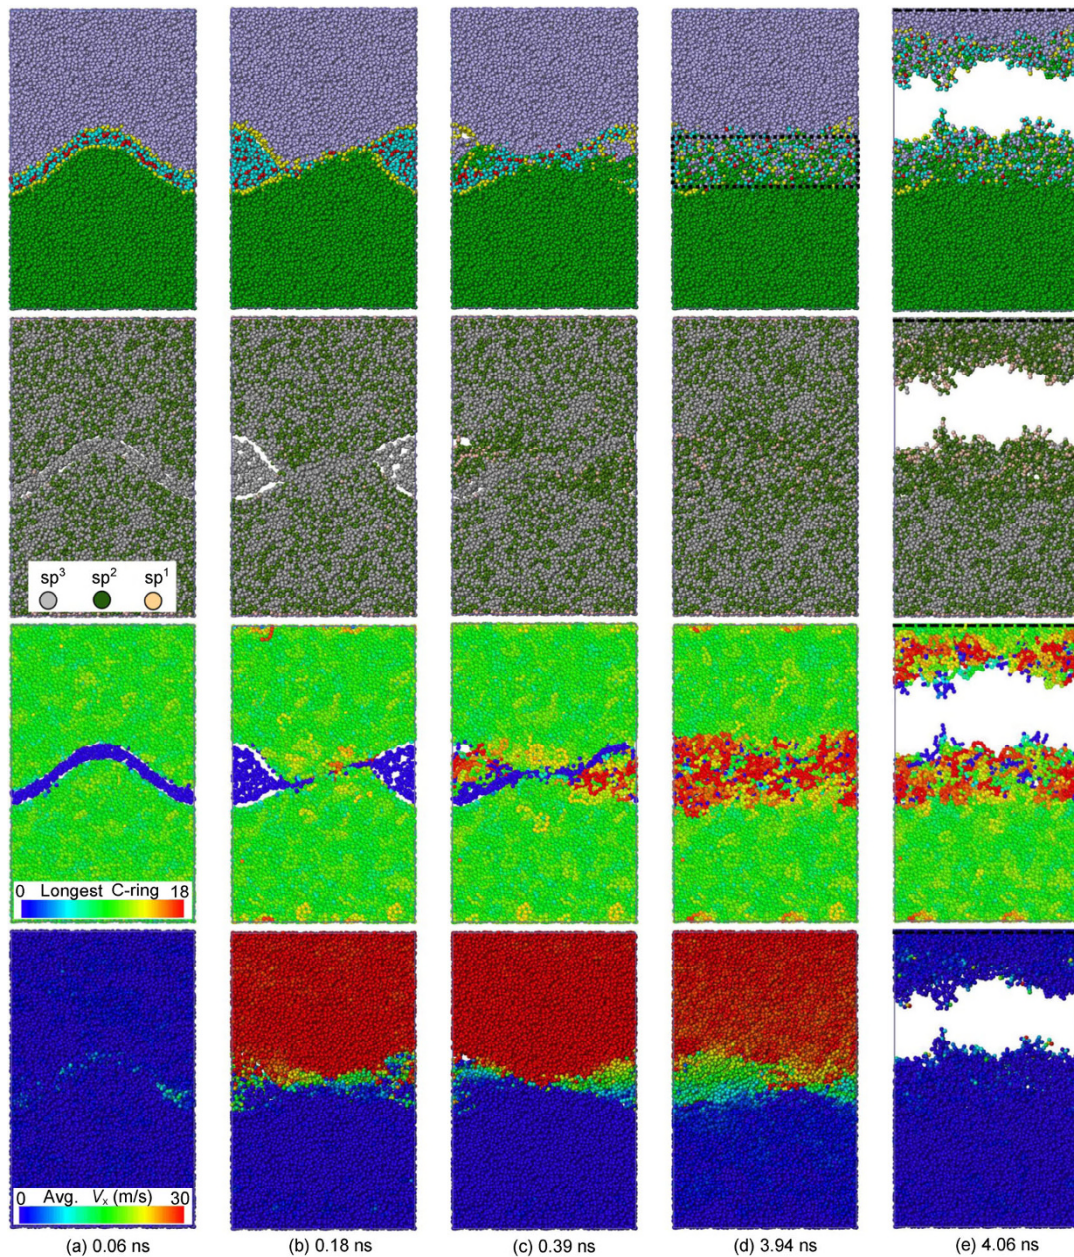 sp³ sp² sp¹
0 Longest C-ring 18
0 Avg. Vₓ (m/s) 30
(a) 0.06 ns (b) 0.18 ns (c) 0.39 ns (d) 3.94 ns (e) 4.06 ns